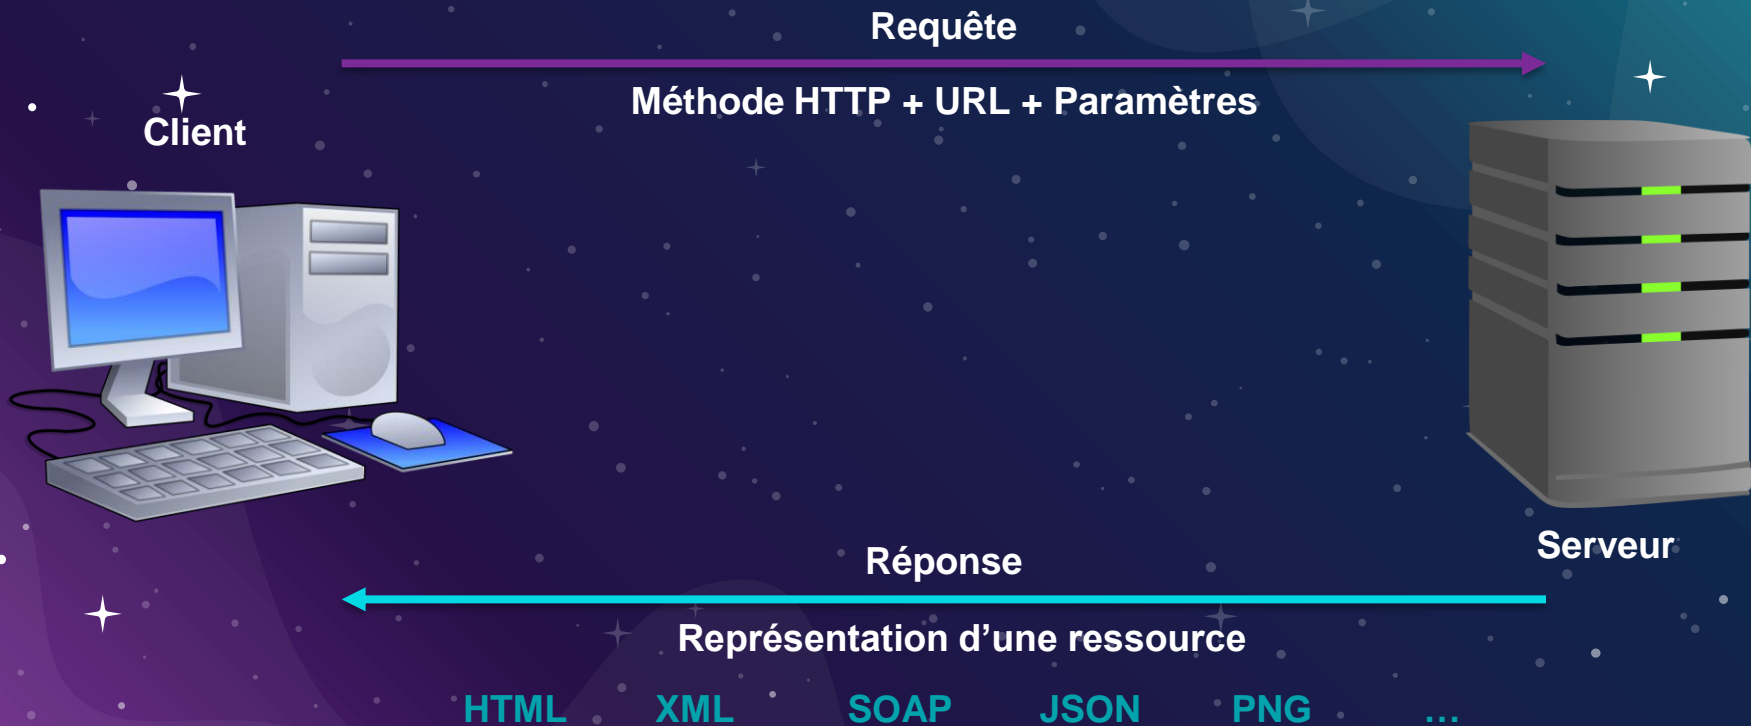 Requête
Méthode HTTP + URL + Paramètres
Client
Serveur
Réponse
Représentation d’une ressource
HTML XML SOAP JSON PNG …